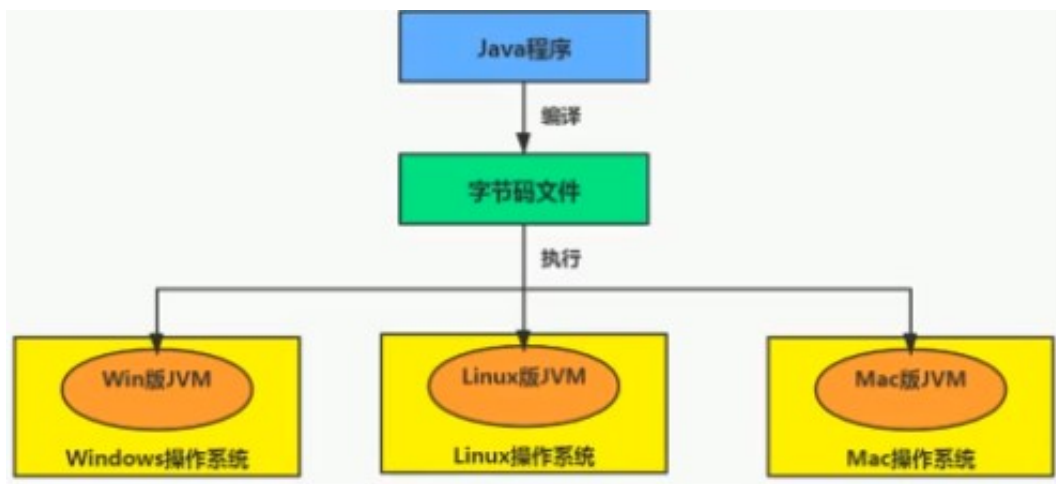 Java程序
编译
字节码文件
执行
Win版JVM
Linux版JVM
Mac版JVM
Windows操作系统
Linux操作系统
Mac操作系统